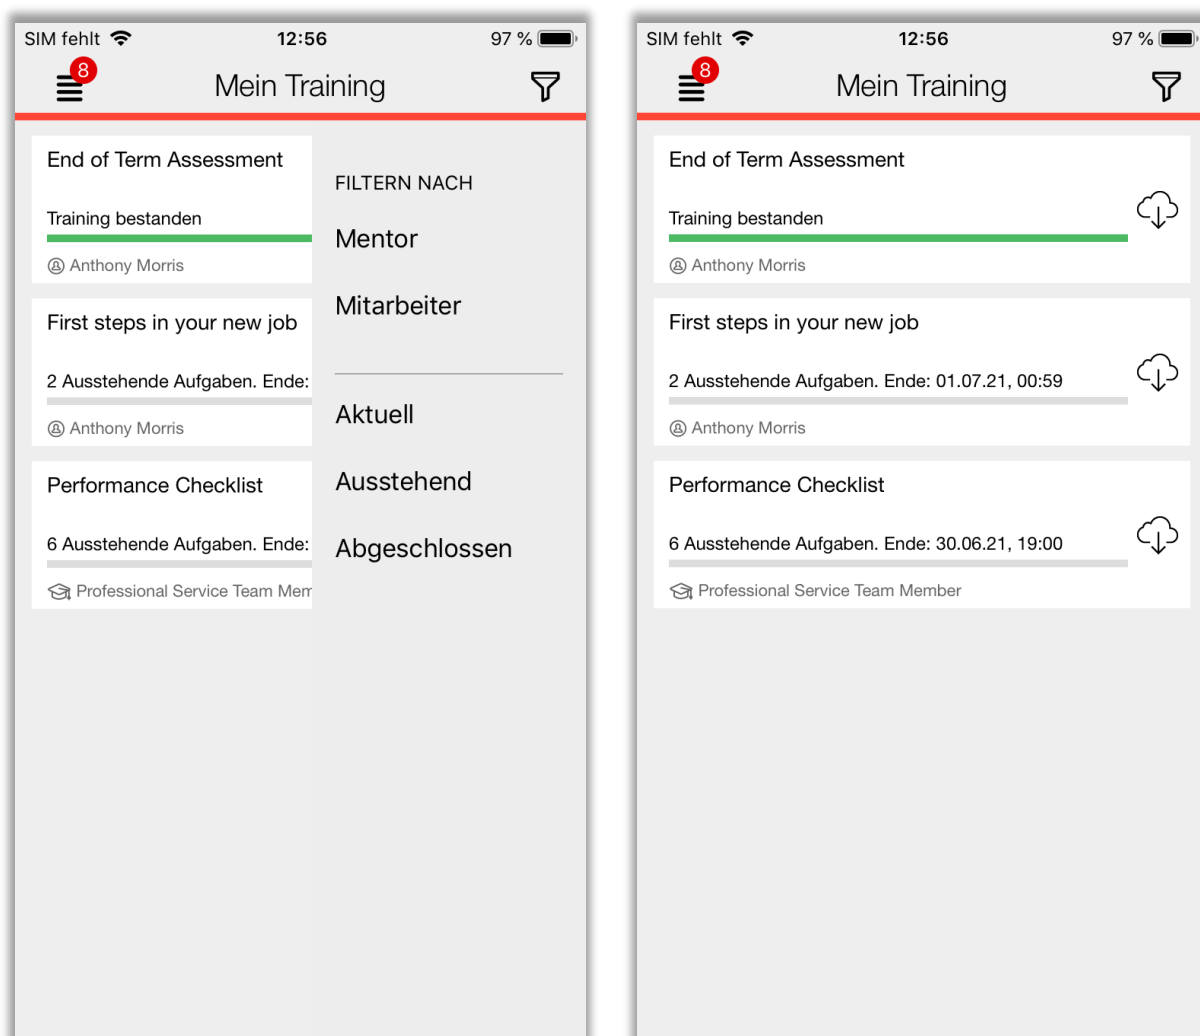 SIM fehlt 12:56 97 %
8
Mein Training
End of Term Assessment
Training bestanden
Anthony Morris
First steps in your new job
2 Ausstehende Aufgaben. Ende:
Anthony Morris
Performance Checklist
6 Ausstehende Aufgaben. Ende:
Professional Service Team Mem
FILTERN NACH
Mentor
Mitarbeiter
Aktuell
Ausstehend
Abgeschlossen
SIM fehlt 12:56 97 %
8
Mein Training
End of Term Assessment
Training bestanden
Anthony Morris
First steps in your new job
2 Ausstehende Aufgaben. Ende: 01.07.21, 00:59
Anthony Morris
Performance Checklist
6 Ausstehende Aufgaben. Ende: 30.06.21, 19:00
Professional Service Team Member